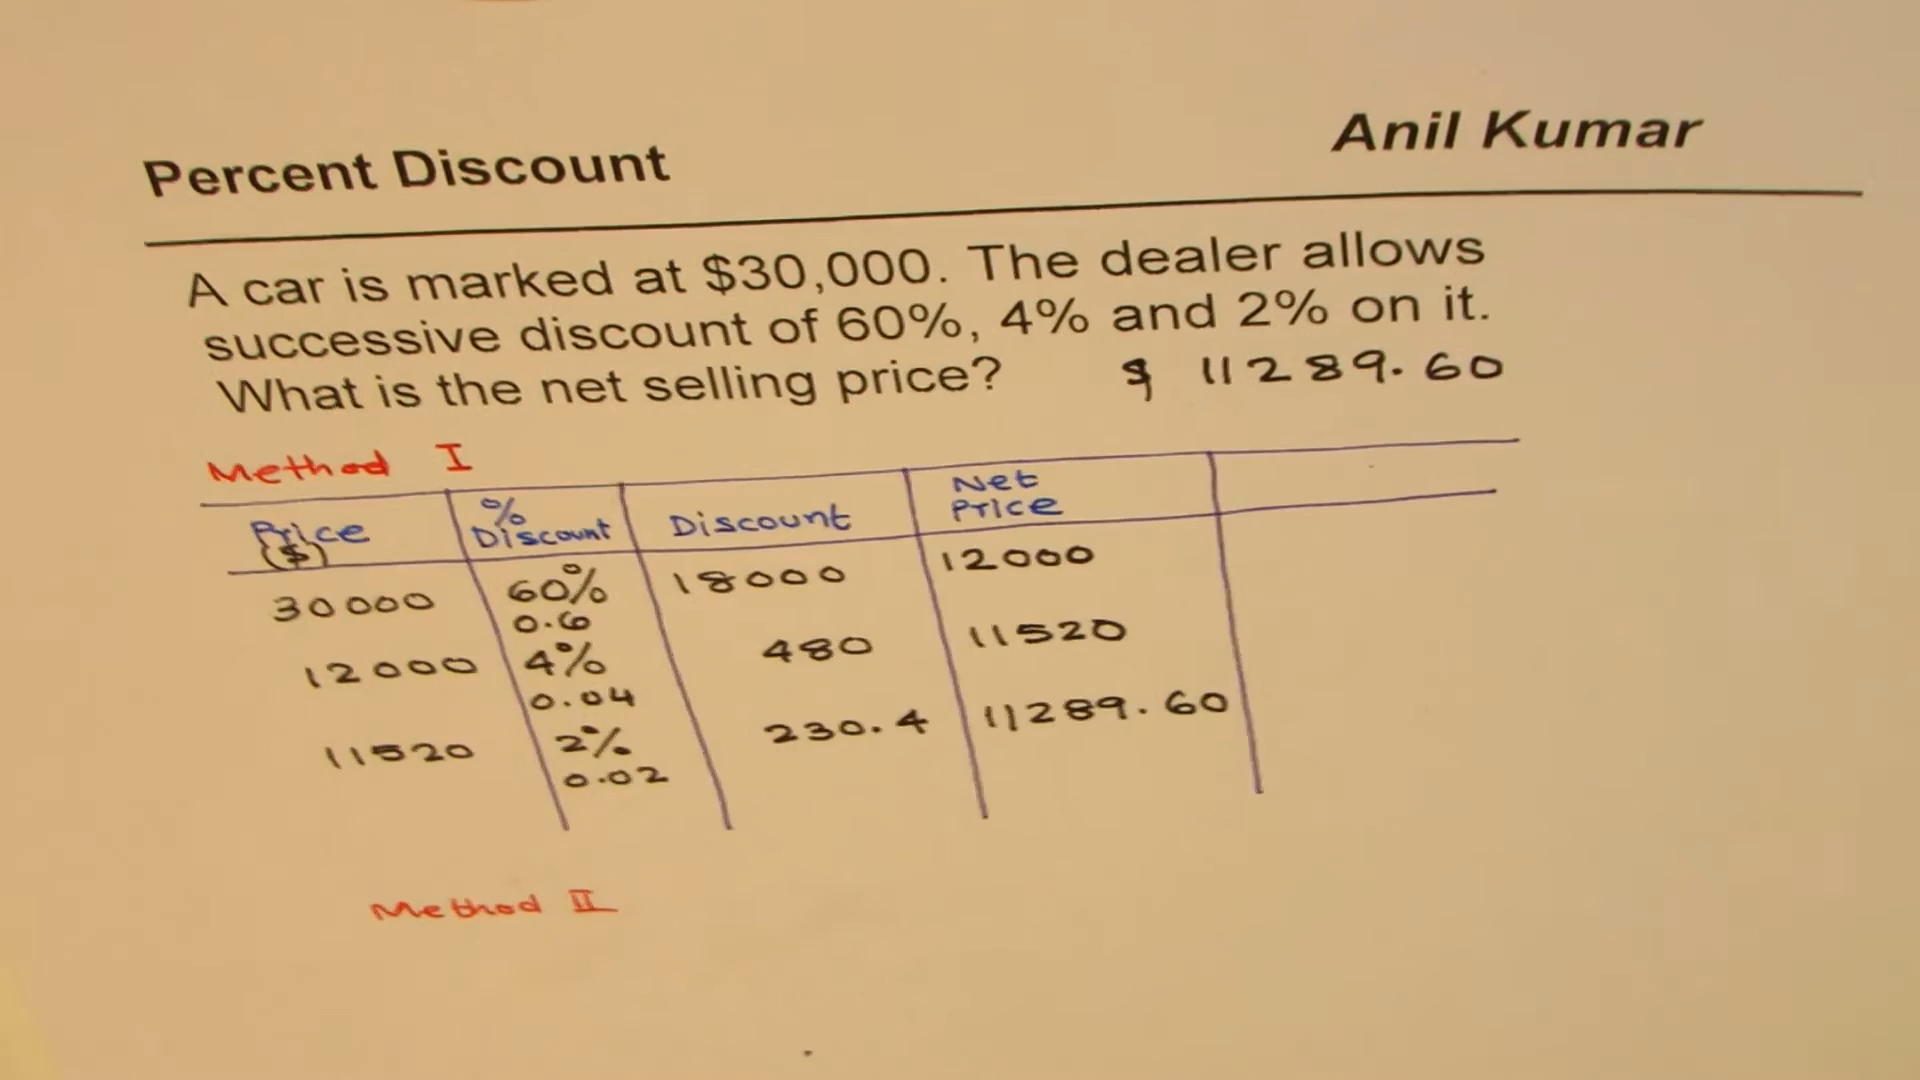 Anil Kumar
Percent Discount
A car is marked at $30,000. The dealer allows
successive discount of 60%, 4% and 2% on it.
What is the net selling price? $ 11289.60
Method I
Price ($) % Discount Discount Net Price
30000 60% 18000 12000
0.6
12000 4% 480 11520
0.04
11520 2% 230.4 11289.60
0.02
Method II